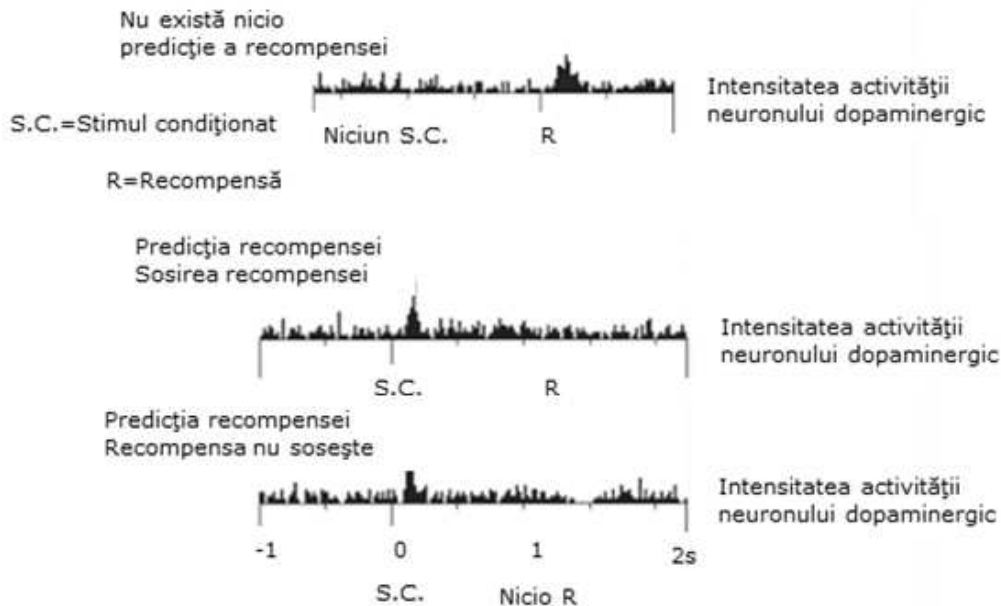 Nu există nicio
predicţie a recompensei
Intensitatea activităţii
neuronului dopaminergic
S.C.=Stimul condiţionat
Niciun S.C.
R
R=Recompensă
Predicţia recompensei
Sosirea recompensei
Intensitatea activităţii
neuronului dopaminergic
S.C.
R
Predicţia recompensei
Recompensa nu soseşte
Intensitatea activităţii
neuronului dopaminergic
-1 0 1 2s
S.C.
Nicio R